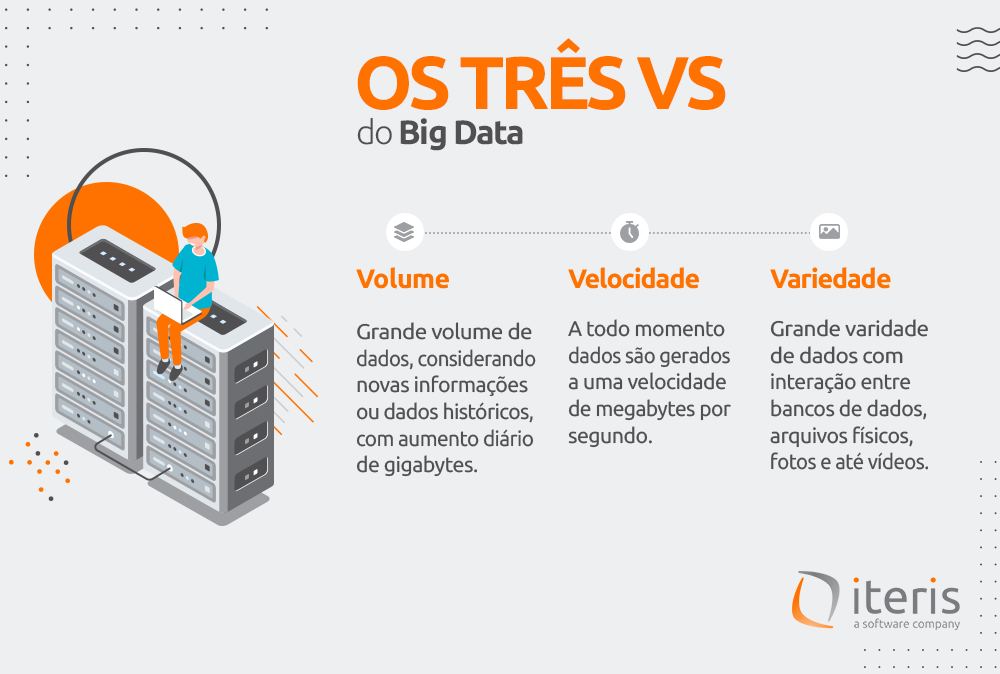 OS TRÊS VS
do Big Data
Volume
Grande volume de
dados, considerando
novas informações
ou dados históricos,
com aumento diário
de gigabytes.
Velocidade
A todo momento
dados são gerados
a uma velocidade
de megabytes por
segundo.
Variedade
Grande varidade
de dados com
interação entre
bancos de dados,
arquivos físicos,
fotos e até vídeos.
iteris
a software company